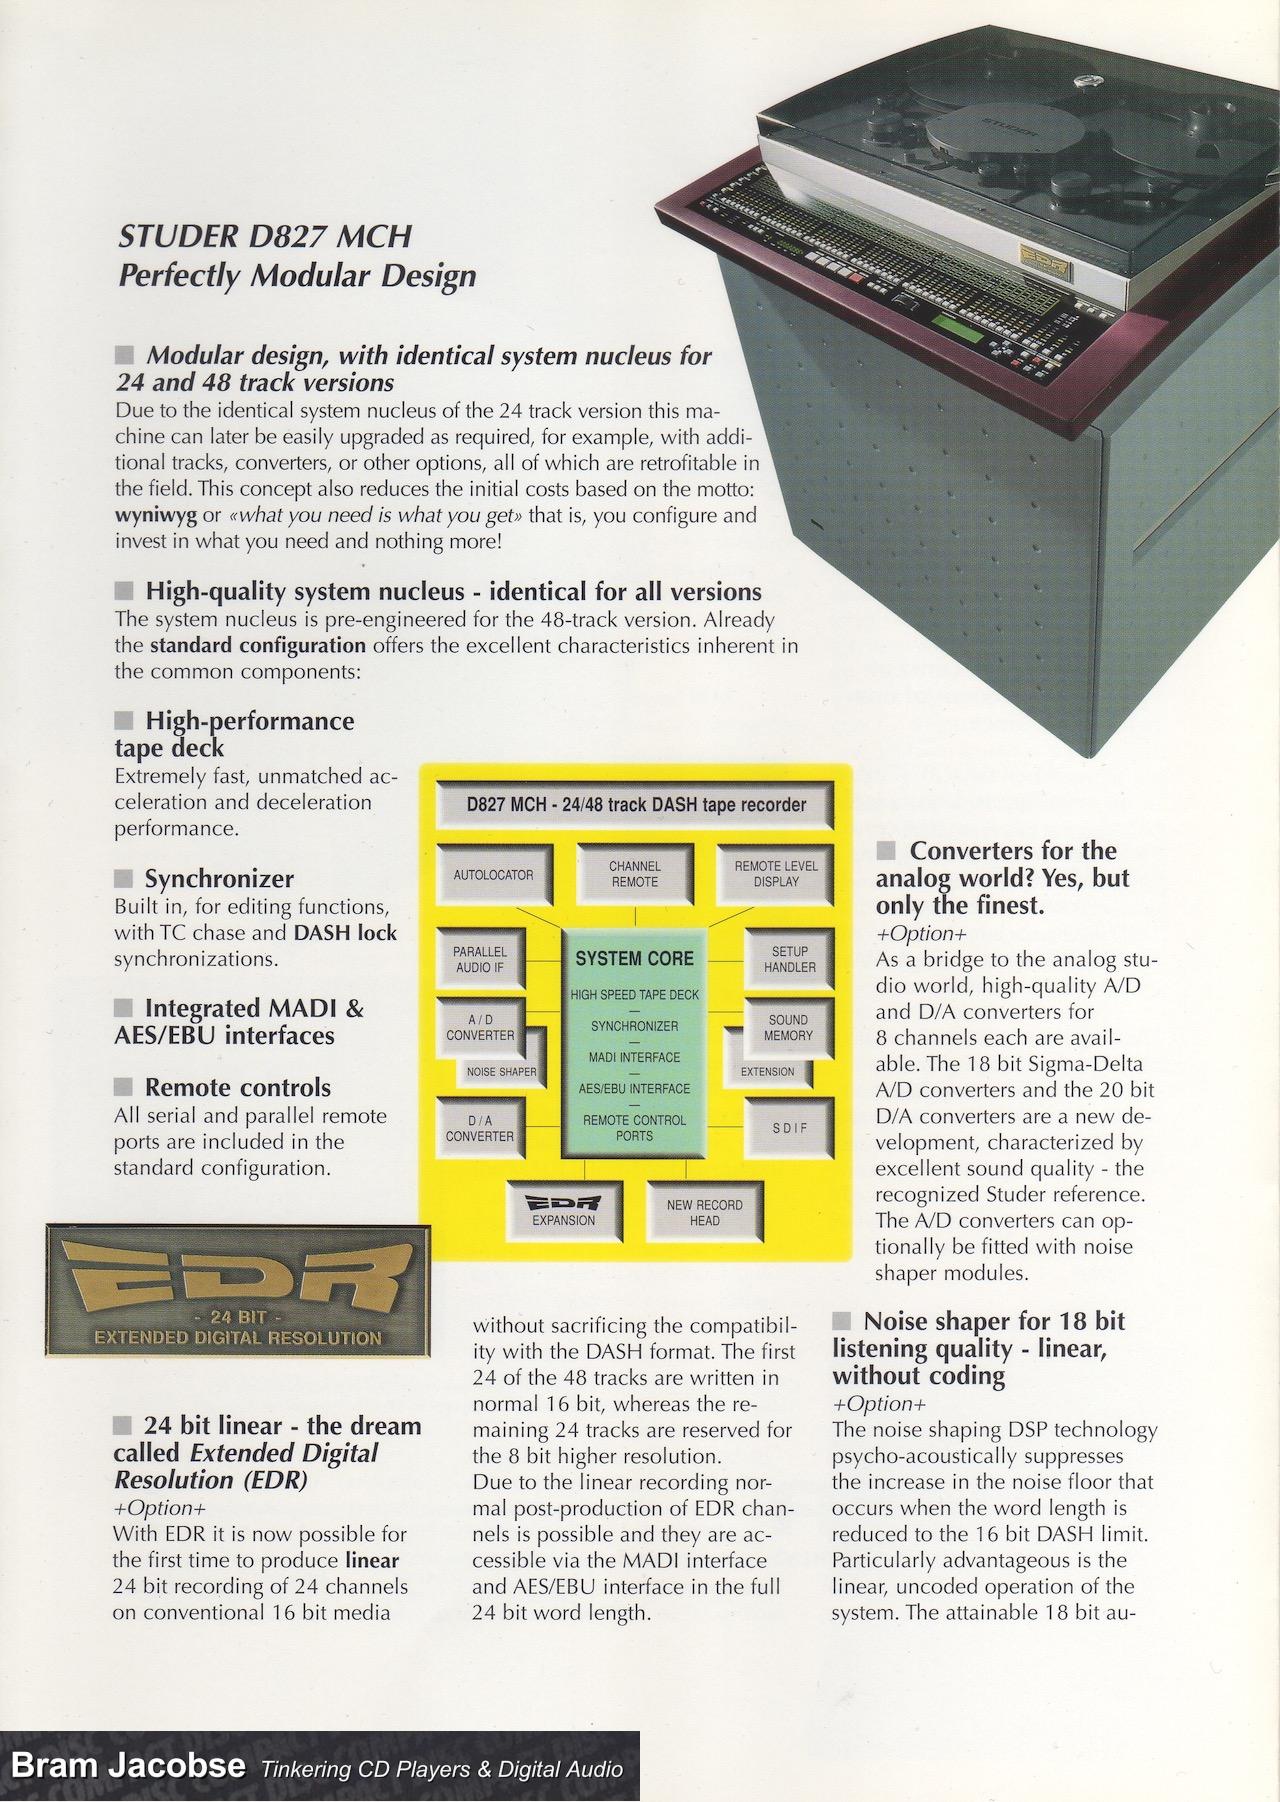 STUDER
EDR
STUDER D827 MCH
Perfectly Modular Design
Modular design, with identical system nucleus for
24 and 48 track versions
Due to the identical system nucleus of the 24 track version this ma-
chine can later be easily upgraded as required, for example, with addi-
tional tracks, converters, or other options, all of which are retrofitable in
the field. This concept also reduces the initial costs based on the motto:
wyniwyg or «what you need is what you get» that is, you configure and
invest in what you need and nothing more!
High-quality system nucleus - identical for all versions
The system nucleus is pre-engineered for the 48-track version. Already
the standard configuration offers the excellent characteristics inherent in
the common components:
High-performance
tape deck
Extremely fast, unmatched ac-
celeration and deceleration
performance.
Synchronizer
Built in, for editing functions,
with TC chase and DASH lock
synchronizations.
Integrated MADI &
AES/EBU interfaces
Remote controls
All serial and parallel remote
ports are included in the
standard configuration.
D827 MCH - 24/48 track DASH tape recorder
AUTOLOCATOR
CHANNEL
REMOTE
REMOTE LEVEL
DISPLAY
PARALLEL
AUDIO IF
A / D
CONVERTER
NOISE SHAPER
D / A
CONVERTER
SYSTEM CORE
HIGH SPEED TAPE DECK
—
SYNCHRONIZER
—
MADI INTERFACE
—
AES/EBU INTERFACE
—
REMOTE CONTROL
PORTS
SETUP
HANDLER
SOUND
MEMORY
EXTENSION
S D I F
EDR
EXPANSION
NEW RECORD
HEAD
Converters for the
analog world? Yes, but
only the finest.
+Option+
As a bridge to the analog stu-
dio world, high-quality A/D
and D/A converters for
8 channels each are avail-
able. The 18 bit Sigma-Delta
A/D converters and the 20 bit
D/A converters are a new de-
velopment, characterized by
excellent sound quality - the
recognized Studer reference.
The A/D converters can op-
tionally be fitted with noise
shaper modules.
EDR
- 24 BIT -
EXTENDED DIGITAL RESOLUTION
24 bit linear - the dream
called Extended Digital
Resolution (EDR)
+Option+
With EDR it is now possible for
the first time to produce linear
24 bit recording of 24 channels
on conventional 16 bit media
without sacrificing the compatibil-
ity with the DASH format. The first
24 of the 48 tracks are written in
normal 16 bit, whereas the re-
maining 24 tracks are reserved for
the 8 bit higher resolution.
Due to the linear recording nor-
mal post-production of EDR chan-
nels is possible and they are ac-
cessible via the MADI interface
and AES/EBU interface in the full
24 bit word length.
Noise shaper for 18 bit
listening quality - linear,
without coding
+Option+
The noise shaping DSP technology
psycho-acoustically suppresses
the increase in the noise floor that
occurs when the word length is
reduced to the 16 bit DASH limit.
Particularly advantageous is the
linear, uncoded operation of the
system. The attainable 18 bit au-
Bram Jacobse Tinkering CD Players & Digital Audio